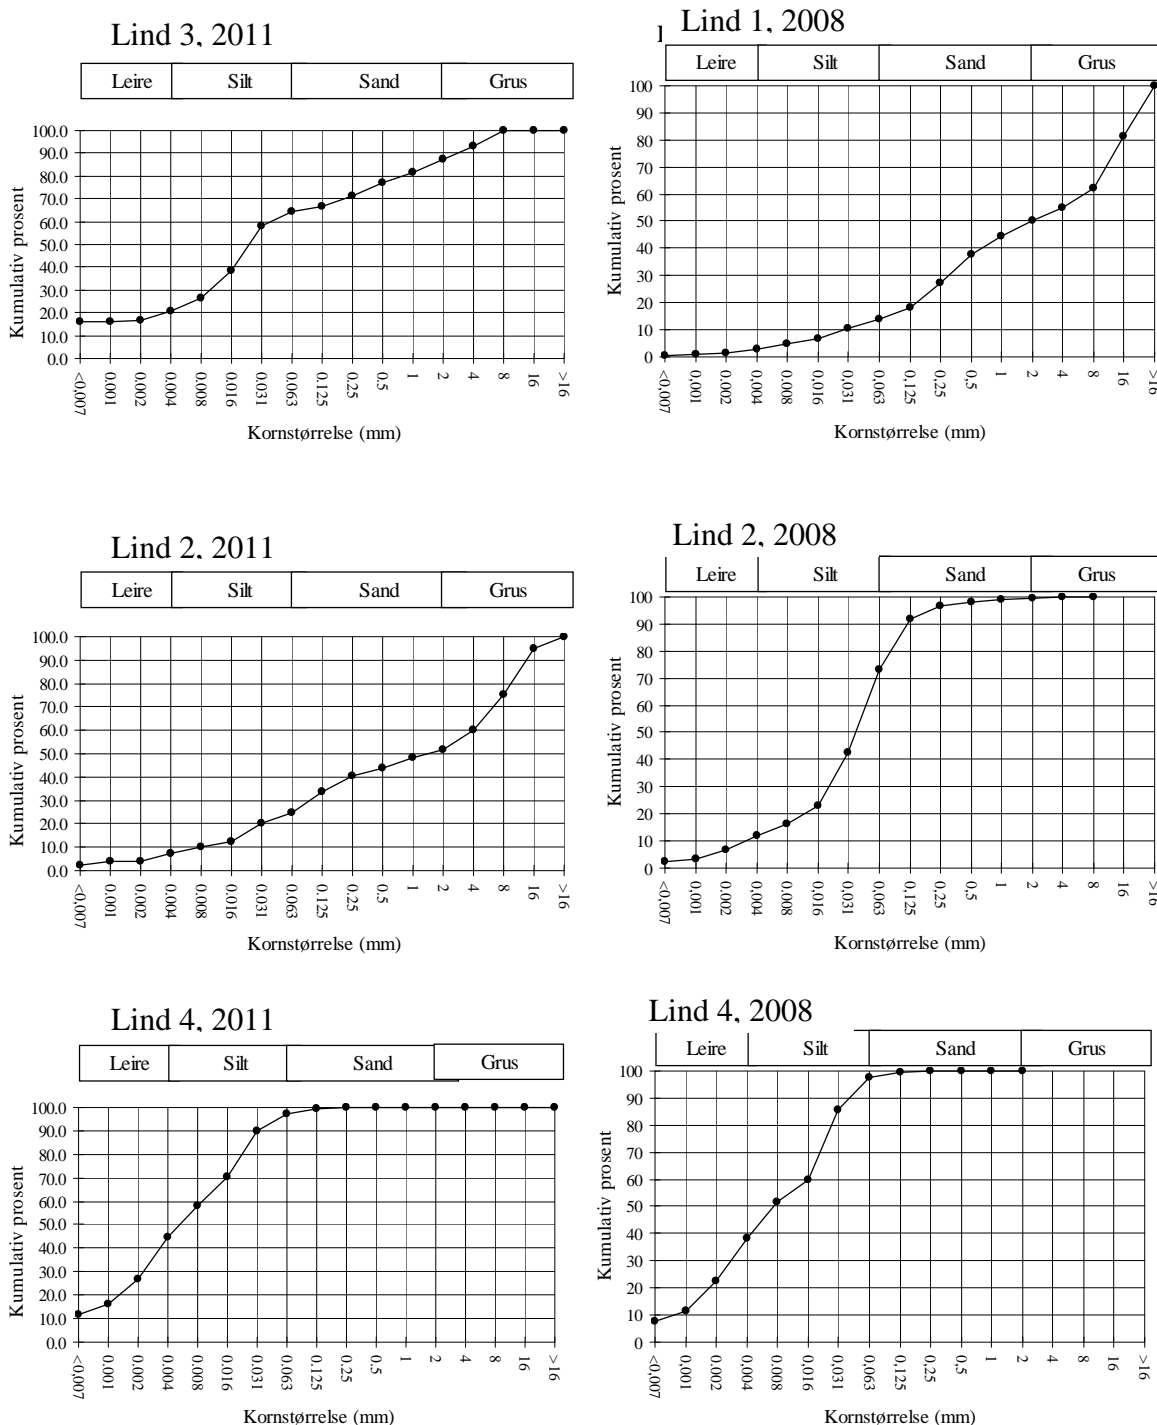 Lind 3, 2011
Leire Silt Sand Grus
100.0
90.0
80.0
70.0
60.0
50.0
40.0
30.0
20.0
10.0
0.0
Kumulativ prosent
<0,007 0.001 0.002 0.004 0.008 0.016 0.031 0.063 0.125 0.25 0.5 1 2 4 8 16 >16
Kornstørrelse (mm)
Lind 1, 2008
Leire Silt Sand Grus
100
90
80
70
60
50
40
30
20
10
0
Kumulativ prosent
<0,007 0,001 0,002 0,004 0,008 0,016 0,031 0,063 0,125 0,25 0,5 1 2 4 8 16 >16
Kornstørrelse (mm)
Lind 2, 2011
Leire Silt Sand Grus
100.0
90.0
80.0
70.0
60.0
50.0
40.0
30.0
20.0
10.0
0.0
Kumulativ prosent
<0,007 0.001 0.002 0.004 0.008 0.016 0.031 0.063 0.125 0.25 0.5 1 2 4 8 16 >16
Kornstørrelse (mm)
Lind 2, 2008
Leire Silt Sand Grus
100
90
80
70
60
50
40
30
20
10
0
Kumulativ prosent
<0,007 0,001 0,002 0,004 0,008 0,016 0,031 0,063 0,125 0,25 0,5 1 2 4 8 16 >16
Kornstørrelse (mm)
Lind 4, 2011
Leire Silt Sand Grus
100.0
90.0
80.0
70.0
60.0
50.0
40.0
30.0
20.0
10.0
0.0
Kumulativ prosent
<0,007 0.001 0.002 0.004 0.008 0.016 0.031 0.063 0.125 0.25 0.5 1 2 4 8 16 >16
Kornstørrelse (mm)
Lind 4, 2008
Leire Silt Sand Grus
100
90
80
70
60
50
40
30
20
10
0
Kumulativ prosent
<0,007 0,001 0,002 0,004 0,008 0,016 0,031 0,063 0,125 0,25 0,5 1 2 4 8 16 >16
Kornstørrelse (mm)